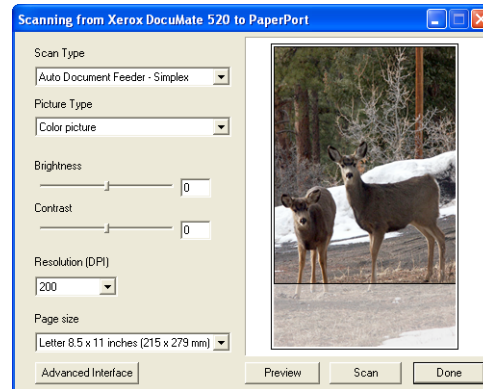 Scanning from Xerox DocuMate 520 to PaperPort
Scan Type
Auto Document Feeder - Simplex
Picture Type
Color picture
Brightness
0
Contrast
0
Resolution (DPI)
200
Page size
Letter 8.5 x 11 inches (215 x 279 mm)
Advanced Interface
Preview
Scan
Done